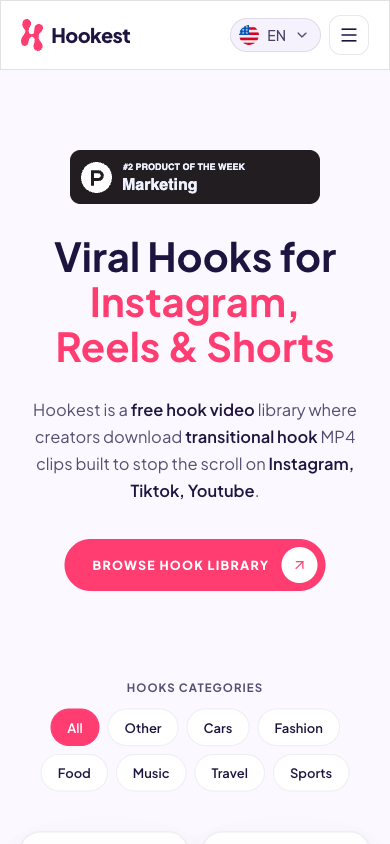 Hookest
EN
P
#2 PRODUCT OF THE WEEK
Marketing
Viral Hooks for
Instagram,
Reels & Shorts
Hookest is a free hook video library where
creators download transitional hook MP4
clips built to stop the scroll on Instagram,
Tiktok, Youtube.
BROWSE HOOK LIBRARY
HOOKS CATEGORIES
All Other Cars Fashion
Food Music Travel Sports